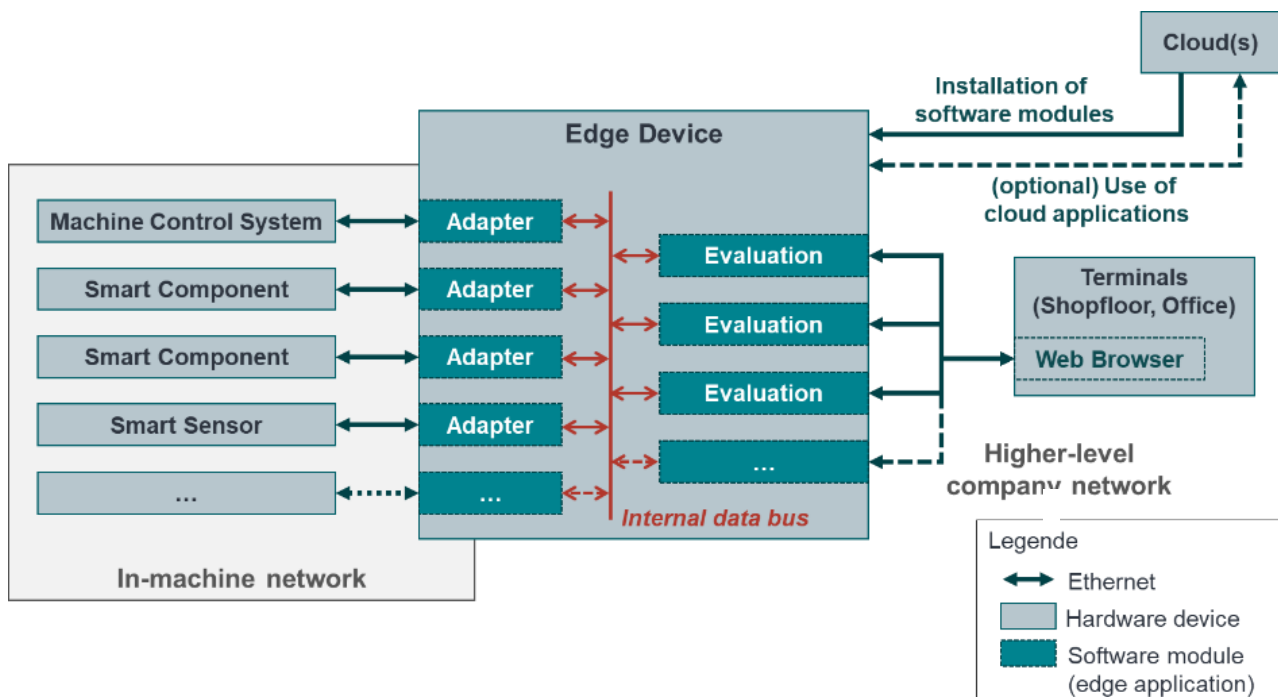 Cloud(s)
Installation of
software modules
Edge Device
(optional) Use of
cloud applications
Machine Control System
Adapter
Evaluation
Smart Component
Adapter
Evaluation
Smart Component
Adapter
Evaluation
Smart Sensor
Adapter
...
...
...
Internal data bus
In-machine network
Terminals
(Shopfloor, Office)
Web Browser
Higher-level
company network
Legende
Ethernet
Hardware device
Software module
(edge application)